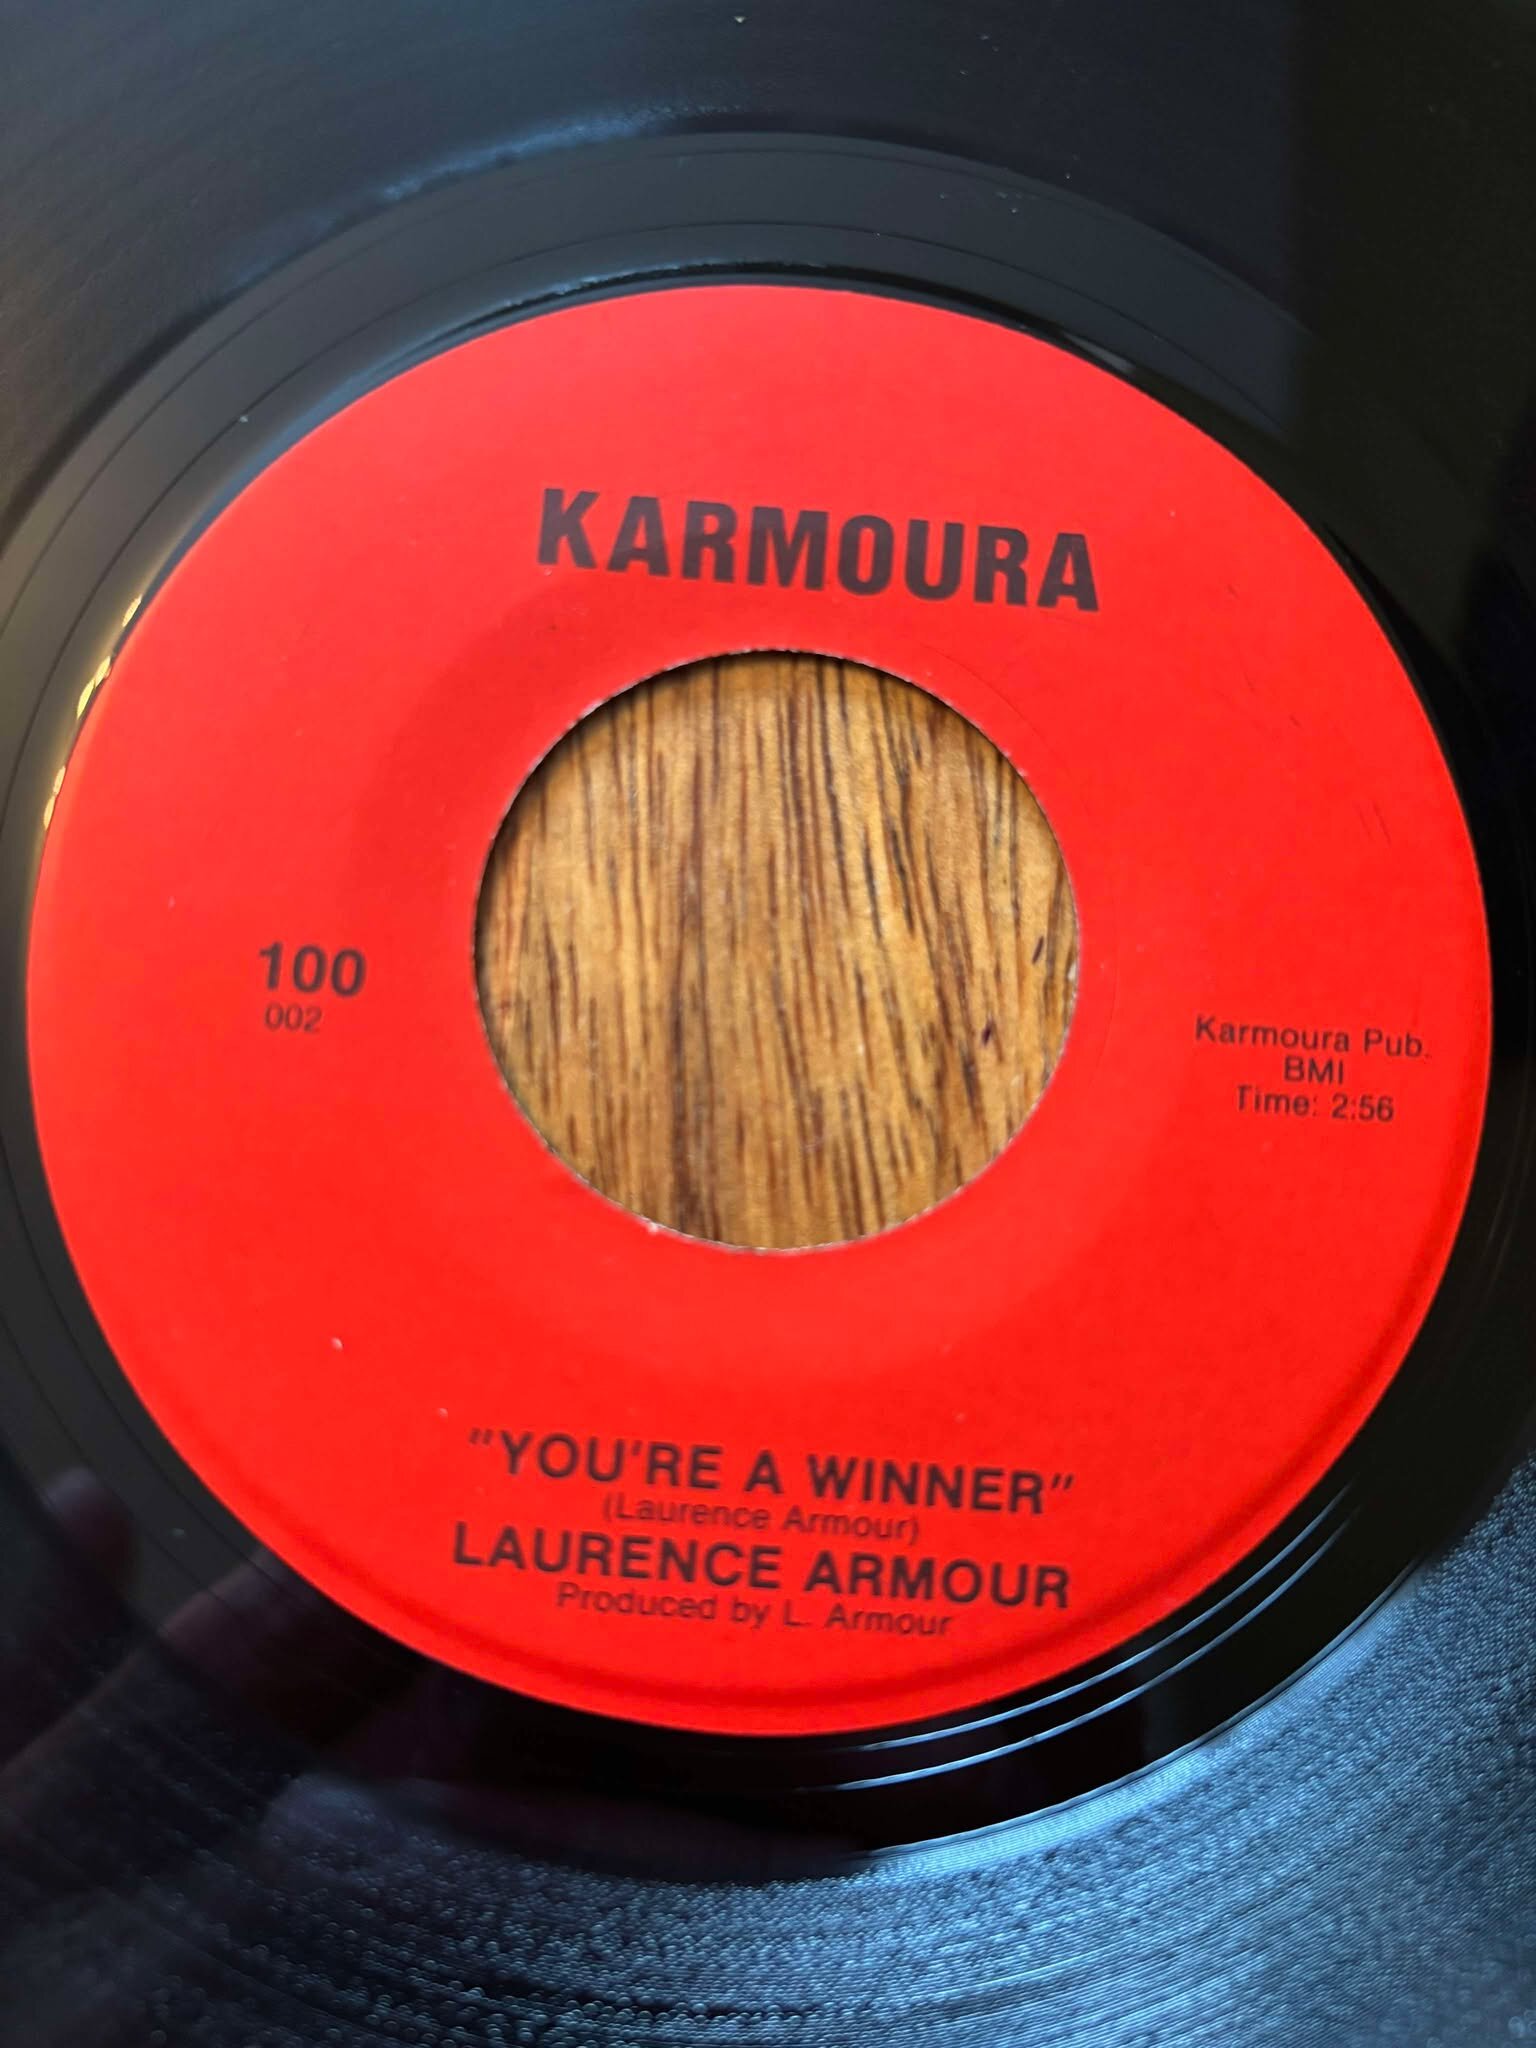 KARMOURA
100
002
Karmoura Pub.
BMI
Time: 2:56
"YOU'RE A WINNER"
(Laurence Armour)
LAURENCE ARMOUR
Produced by L. Armour